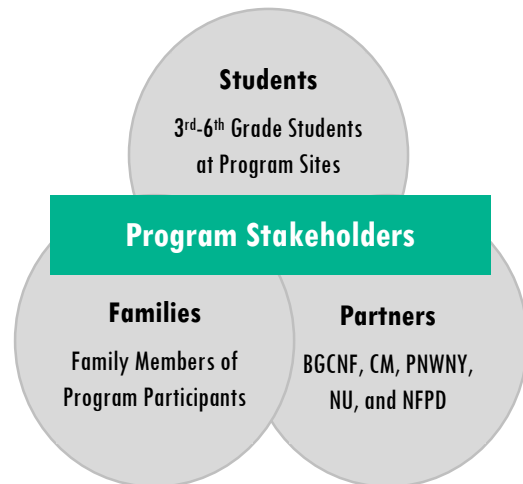 Students
3rd-6th Grade Students
at Program Sites
Program Stakeholders
Families
Family Members of
Program Participants
Partners
BGCNF, CM, PNWNY,
NU, and NFPD